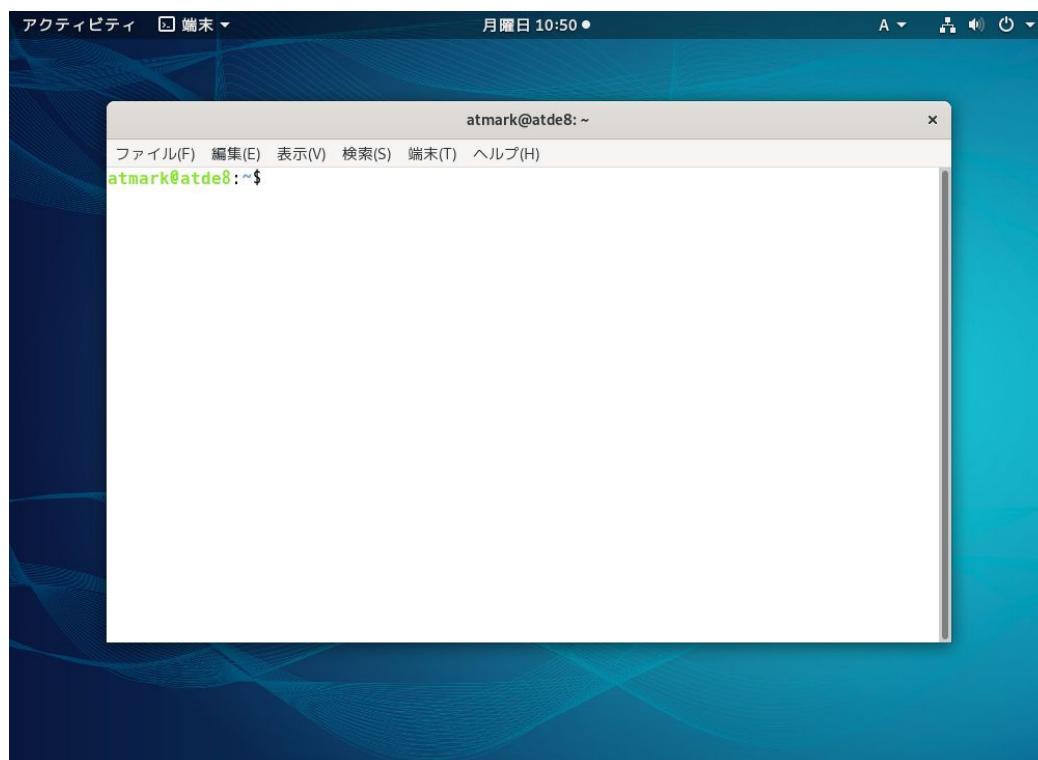 アクティビティ 端末 月曜日 10:50 A
atmark@atde8: ~
ファイル(F) 編集(E) 表示(V) 検索(S) 端末(T) ヘルプ(H)
atmark@atde8:~$